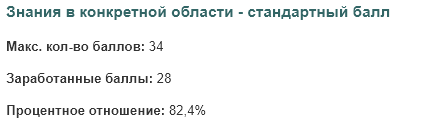 Знания в конкретной области - стандартный балл
Макс. кол-во баллов: 34
Заработанные баллы: 28
Процентное отношение: 82,4%